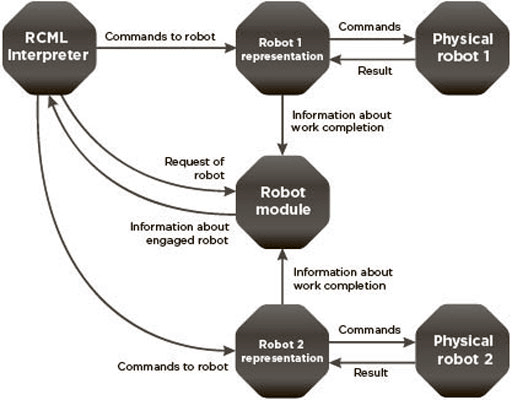 RCML
Interpreter
Commands to robot
Robot 1
representation
Commands
Result
Physical
robot 1
Information about
work completion
Request of
robot
Robot
module
Information about
engaged robot
Information about
work completion
Commands to robot
Robot 2
representation
Commands
Result
Physical
robot 2